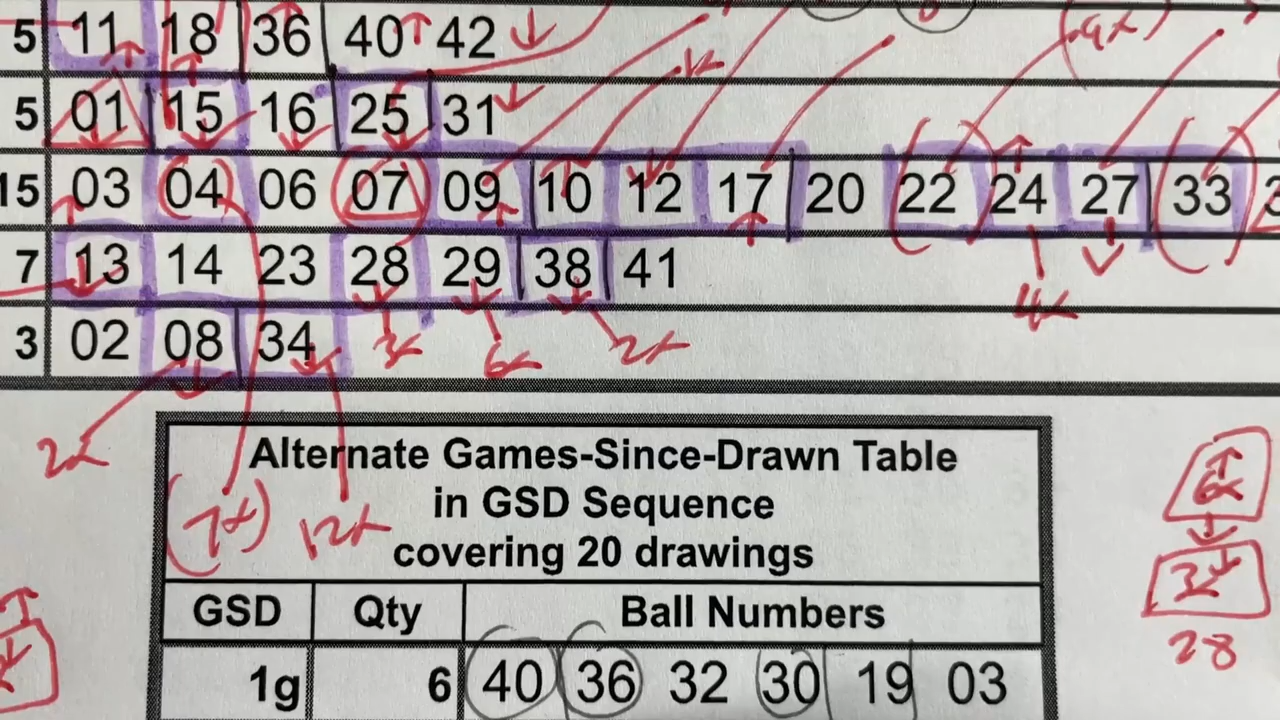 (9x)
5 11 18 36 40 42
1x
5 01 15 16 25 31
15 03 04 06 07 09 10 12 17 20 22 24 27 33
7 13 14 23 28 29 38 41
4x
3 02 08 34 3x 6x 2x
2x
(7x) 12x
Alternate Games-Since-Drawn Table
in GSD Sequence
covering 20 drawings
6x
3x
28
GSD Qty Ball Numbers
1g 6 40 36 32 30 19 03